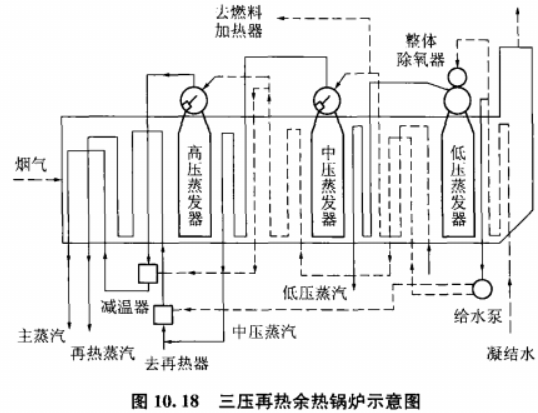 去燃料
加热器
整体
除氧器
烟气
高压蒸发器
中压蒸发器
低压蒸发器
减温器
主蒸汽
再热蒸汽
去再热器
中压蒸汽
低压蒸汽
给水泵
凝结水
图 10.18 三压再热余热锅炉示意图